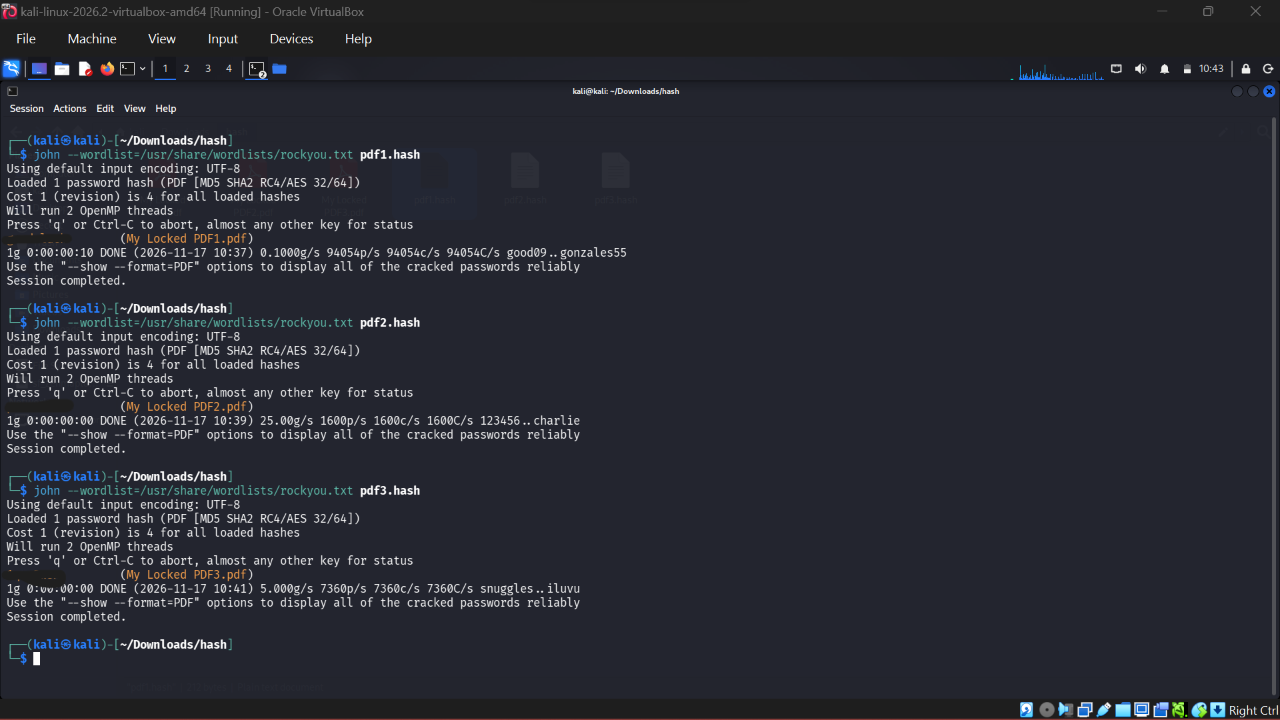 kali-linux-2026.2-virtualbox-amd64 [Running] - Oracle VirtualBox
File Machine View Input Devices Help
1 2 3 4 2 10:43
kali@kali: ~/Downloads/hash
Session Actions Edit View Help
┌──(kali㉿kali)-[~/Downloads/hash]
└─$ john --wordlist=/usr/share/wordlists/rockyou.txt pdf1.hash
Using default input encoding: UTF-8
Loaded 1 password hash (PDF [MD5 SHA2 RC4/AES 32/64])
Cost 1 (revision) is 4 for all loaded hashes
Will run 2 OpenMP threads
Press 'q' or Ctrl-C to abort, almost any other key for status
(My Locked PDF1.pdf)
1g 0:00:00:10 DONE (2026-11-17 10:37) 0.1000g/s 94054p/s 94054c/s 94054C/s good09..gonzales55
Use the "--show --format=PDF" options to display all of the cracked passwords reliably
Session completed.
┌──(kali㉿kali)-[~/Downloads/hash]
└─$ john --wordlist=/usr/share/wordlists/rockyou.txt pdf2.hash
Using default input encoding: UTF-8
Loaded 1 password hash (PDF [MD5 SHA2 RC4/AES 32/64])
Cost 1 (revision) is 4 for all loaded hashes
Will run 2 OpenMP threads
Press 'q' or Ctrl-C to abort, almost any other key for status
(My Locked PDF2.pdf)
1g 0:00:00:00 DONE (2026-11-17 10:39) 25.00g/s 1600p/s 1600c/s 1600C/s 123456..charlie
Use the "--show --format=PDF" options to display all of the cracked passwords reliably
Session completed.
┌──(kali㉿kali)-[~/Downloads/hash]
└─$ john --wordlist=/usr/share/wordlists/rockyou.txt pdf3.hash
Using default input encoding: UTF-8
Loaded 1 password hash (PDF [MD5 SHA2 RC4/AES 32/64])
Cost 1 (revision) is 4 for all loaded hashes
Will run 2 OpenMP threads
Press 'q' or Ctrl-C to abort, almost any other key for status
(My Locked PDF3.pdf)
1g 0:00:00:00 DONE (2026-11-17 10:41) 5.000g/s 7360p/s 7360c/s 7360C/s snuggles..iluvu
Use the "--show --format=PDF" options to display all of the cracked passwords reliably
Session completed.
┌──(kali㉿kali)-[~/Downloads/hash]
└─$
Right Ctrl